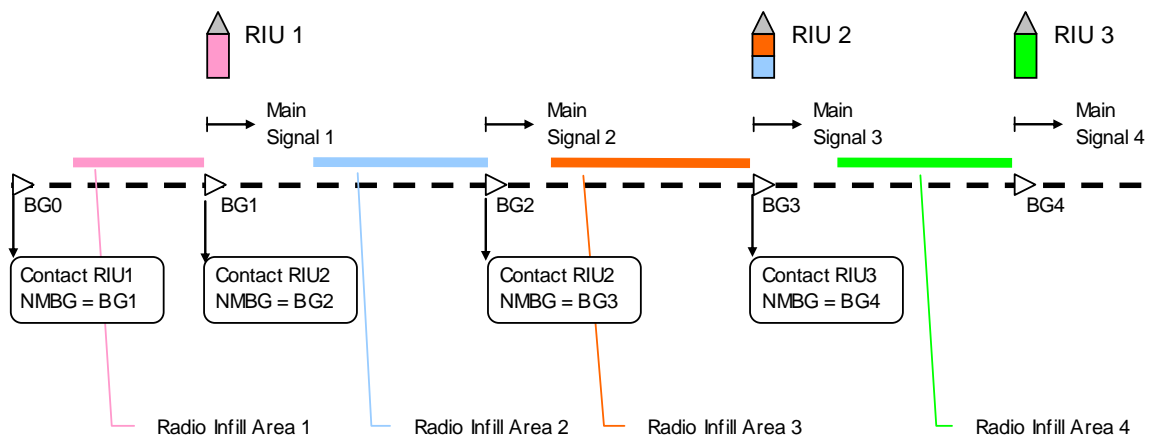 RIU 1
RIU 2
RIU 3
Main
Signal 1
Main
Signal 2
Main
Signal 3
Main
Signal 4
BG0
BG1
BG2
BG3
BG4
Contact RIU1
NMBG = BG1
Contact RIU2
NMBG = BG2
Contact RIU2
NMBG = BG3
Contact RIU3
NMBG = BG4
Radio Infill Area 1
Radio Infill Area 2
Radio Infill Area 3
Radio Infill Area 4